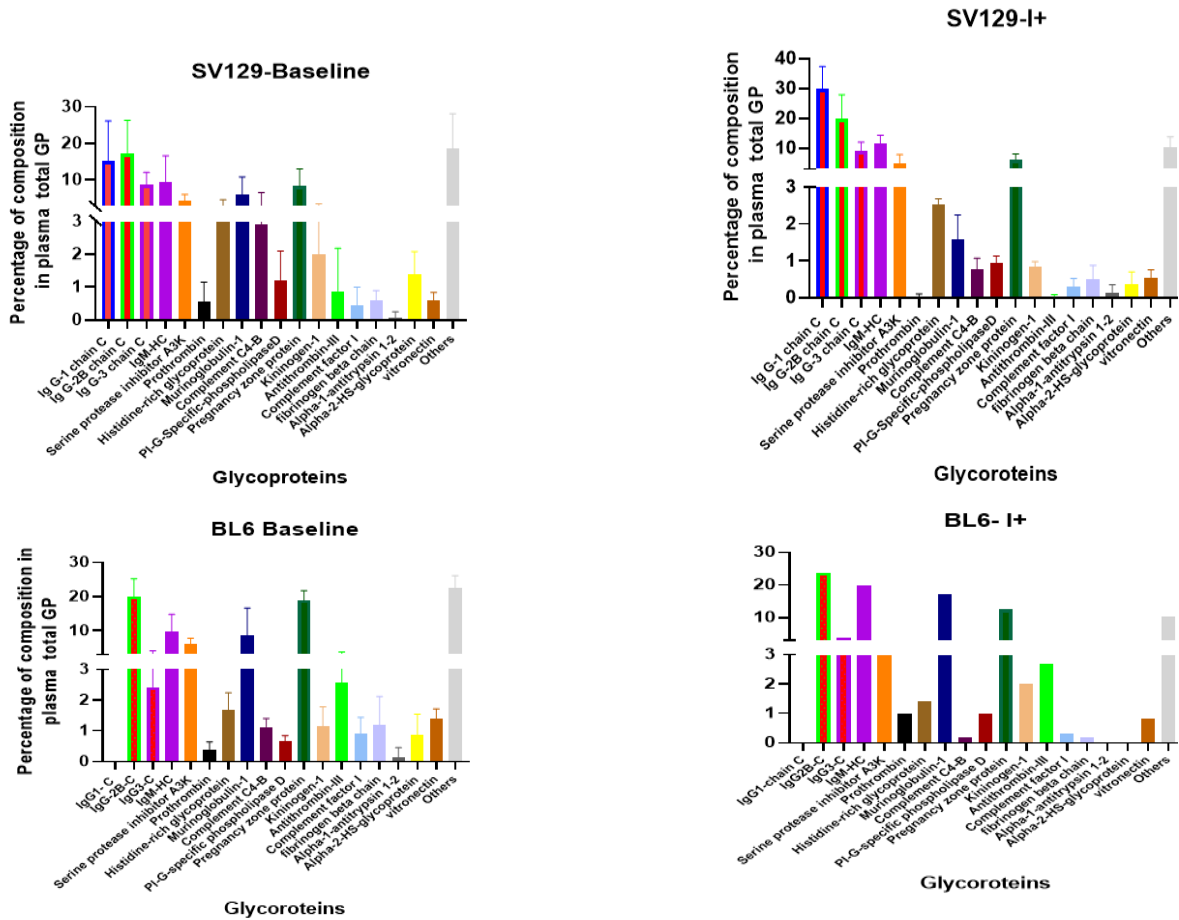 SV129-Baseline
Percentage of composition
in plasma total GP
30
20
10
3
2
1
0
Ig G-1 chain C
Ig G-2B chain C
Ig G-3 chain C
IgM-HC
Serine protease inhibitor A3K
Prothrombin
Histidine-rich glycoprotein
Murinoglobulin-1
Complement C4-B
PI-G-Specific-phospholipaseD
Pregnancy zone protein
Kininogen-1
Antithrombin-III
Complement factor I
fibrinogen beta chain
Alpha-1-antitrypsin 1-2
Alpha-2-HS-glycoprotein
vitronectin
Others
Glycoproteins
SV129-I+
Percentage of composition
in plasma total GP
40
30
20
10
3
2
1
0
Ig G-1 chain C
Ig G-2B chain C
Ig G-3 chain C
IgM-HC
Serine protease inhibitor A3K
Prothrombin
Histidine-rich glycoprotein
Murinoglobulin-1
Complement C4-B
PI-G-Specific-phospholipaseD
Pregnancy zone protein
Kininogen-1
Antithrombin-III
Complement factor I
fibrinogen beta chain
Alpha-1-antitrypsin 1-2
Alpha-2-HS-glycoprotein
vitronectin
Others
Glycoroteins
BL6 Baseline
Percentage of composition in
plasma total GP
30
20
10
3
2
1
0
IgG1- C
IgG-2B-C
IgG3-C
IgM-HC
Serine protease inhibitor A3K
Prothrombin
Histidine-rich glycoprotein
Murinoglobulin-1
Complement C4-B
PI-G-specific phospholipase D
Pregnancy zone protein
Kininogen-1
Antithrombin-III
Complement factor I
fibrinogen beta chain
Alpha-1-antitrypsin 1-2
Alpha-2-HS-glycoprotein
vitronectin
Others
Glycoroteins
BL6- I+
Percentage of composition
in plasma total GP
30
20
10
3
2
1
0
IgG1-chain C
IgG2B-C
IgG3-C
IgM-HC
Serine protease inhibitor A3K
Prothrombin
Histidine-rich glycoprotein
Murinoglobulin-1
Complement C4-B
PI-G-specific phospholipase D
Pregnancy zone protein
Kininogen-1
Antithrombin-III
Complement factor I
fibrinogen beta chain
Alpha-1-antitrypsin 1-2
Alpha-2-HS-glycoprotein
vitronectin
Others
Glycoroteins